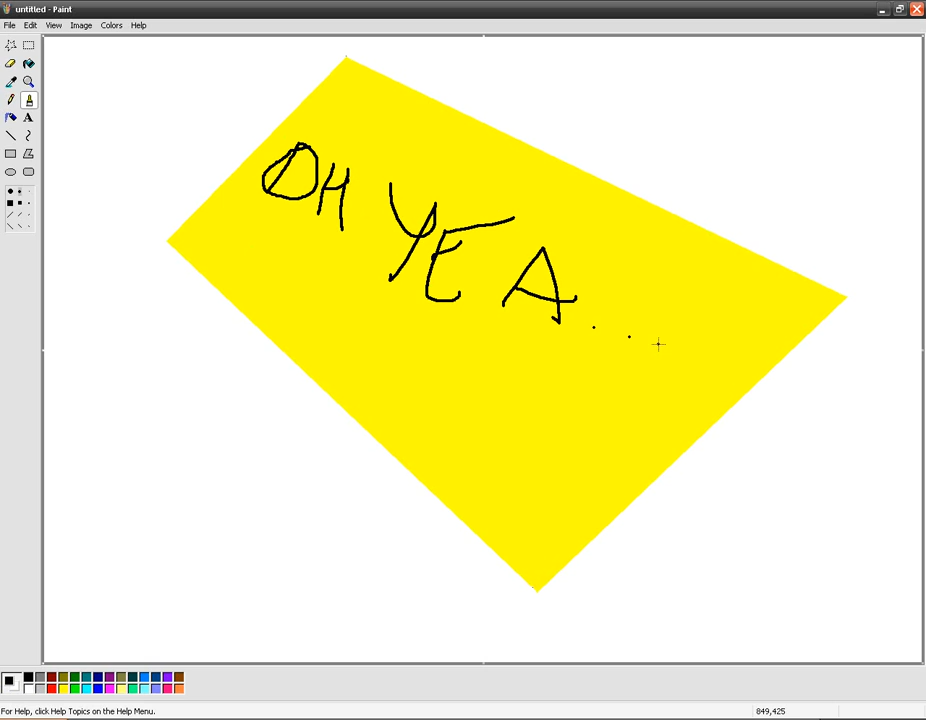 untitled - Paint
File Edit View Image Colors Help
A
OH YEA...
For Help, click Help Topics on the Help Menu.
849,425